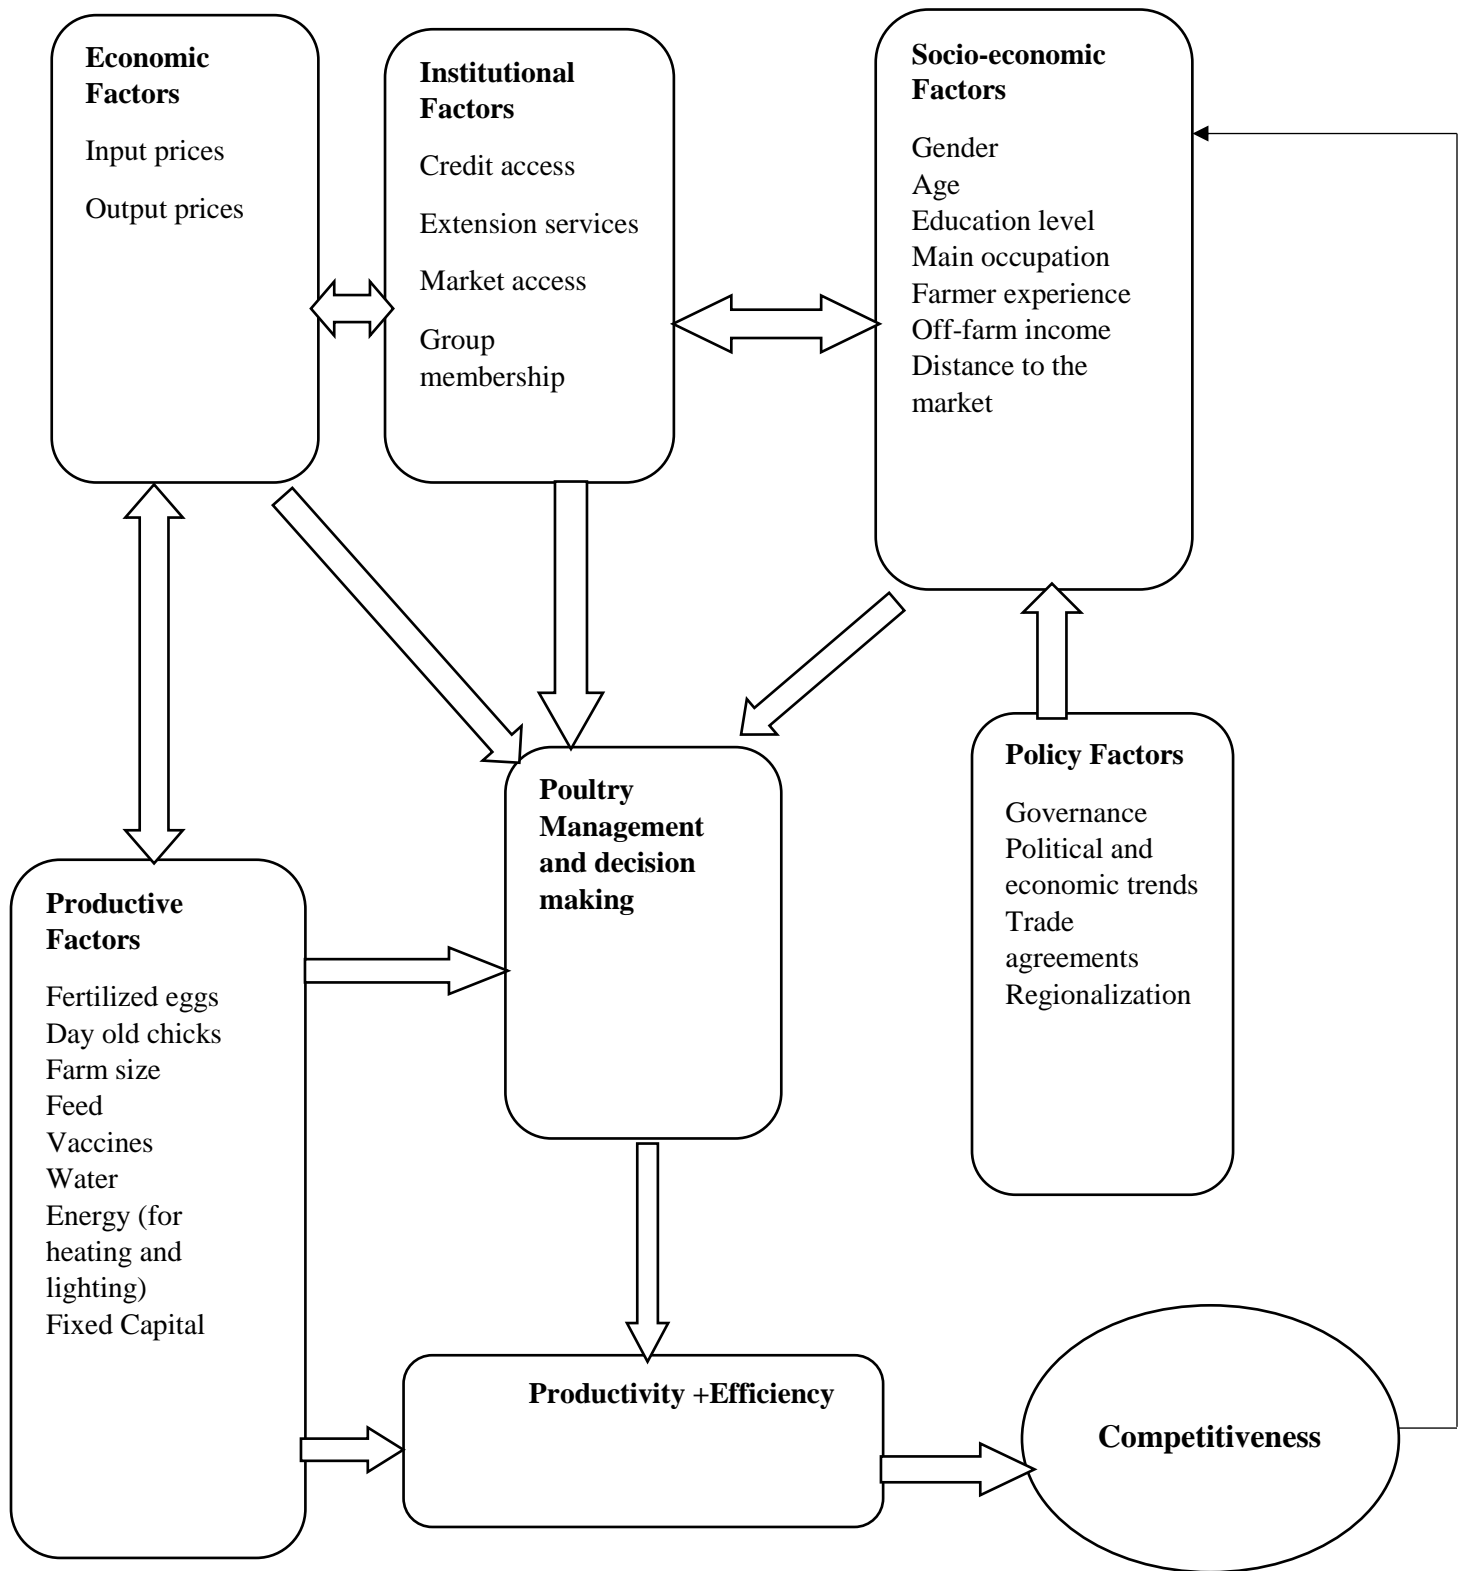 Economic
Factors
Input prices
Output prices
Institutional
Factors
Credit access
Extension services
Market access
Group
membership
Socio-economic
Factors
Gender
Age
Education level
Main occupation
Farmer experience
Off-farm income
Distance to the
market
Poultry
Management
and decision
making
Policy Factors
Governance
Political and
economic trends
Trade
agreements
Regionalization
Productive
Factors
Fertilized eggs
Day old chicks
Farm size
Feed
Vaccines
Water
Energy (for
heating and
lighting)
Fixed Capital
Productivity +Efficiency
Competitiveness